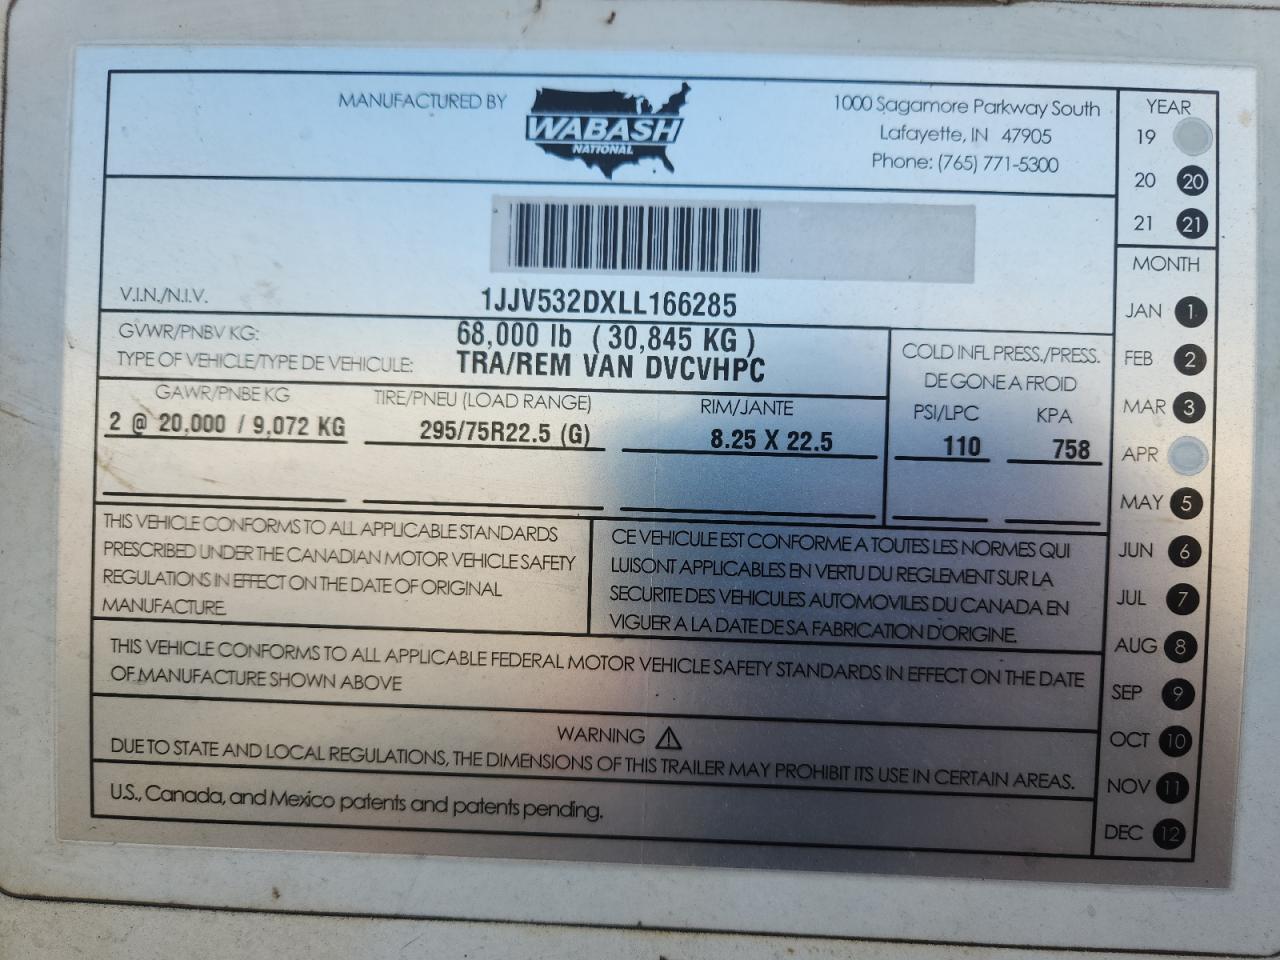 MANUFACTURED BY
WABASH
NATIONAL
1000 Sagamore Parkway South
Lafayette, IN 47905
Phone: (765) 771-5300
V.I.N./N.I.V.
1JJV532DXLL166285
GVWR/PNBV KG:
68,000 lb ( 30,845 KG )
TYPE OF VEHICLE/TYPE DE VEHICULE:
TRA/REM VAN DVCVHPC
GAWR/PNBE KG
TIRE/PNEU (LOAD RANGE)
RIM/JANTE
2 @ 20,000 / 9,072 KG
295/75R22.5 (G)
8.25 X 22.5
COLD INFL PRESS./PRESS.
DE GONE A FROID
PSI/LPC KPA
110 758
THIS VEHICLE CONFORMS TO ALL APPLICABLE STANDARDS
PRESCRIBED UNDER THE CANADIAN MOTOR VEHICLE SAFETY
REGULATIONS IN EFFECT ON THE DATE OF ORIGINAL
MANUFACTURE.
CE VEHICULE EST CONFORME A TOUTES LES NORMES QUI
LUISONT APPLICABLES EN VERTU DU REGLEMENT SUR LA
SECURITE DES VEHICULES AUTOMOVILES DU CANADA EN
VIGUER A LA DATE DE SA FABRICATION D'ORIGINE.
THIS VEHICLE CONFORMS TO ALL APPLICABLE FEDERAL MOTOR VEHICLE SAFETY STANDARDS IN EFFECT ON THE DATE
OF MANUFACTURE SHOWN ABOVE
WARNING
DUE TO STATE AND LOCAL REGULATIONS, THE DIMENSIONS OF THIS TRAILER MAY PROHIBIT ITS USE IN CERTAIN AREAS.
U.S., Canada, and Mexico patents and patents pending.
YEAR
19
20 20
21 21
MONTH
JAN 1
FEB 2
MAR 3
APR
MAY 5
JUN 6
JUL 7
AUG 8
SEP 9
OCT 10
NOV 11
DEC 12